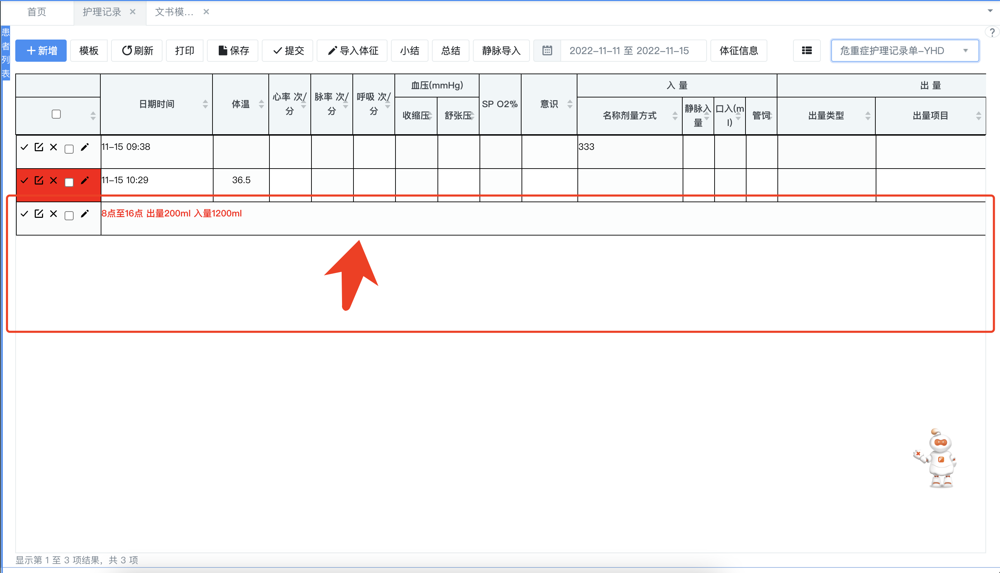 首页 护理记录 文书模...
患者列表
新增 模板 刷新 打印 保存 提交 导入体征 小结 总结 静脉导入 2022-11-11 至 2022-11-15 体征信息 危重症护理记录单-YHD
?
日期时间 体温 心率 次/分 脉率 次/分 呼吸 次/分 血压(mmHg) SP O2% 意识 入 量 出 量
收缩压 舒张压 名称剂量方式 静脉入量 口入(ml) 管饲 出量类型 出量项目
11-15 09:38 333
11-15 10:29 36.5
8点至16点 出量200ml 入量1200ml
F
显示第 1 至 3 项结果，共 3 项